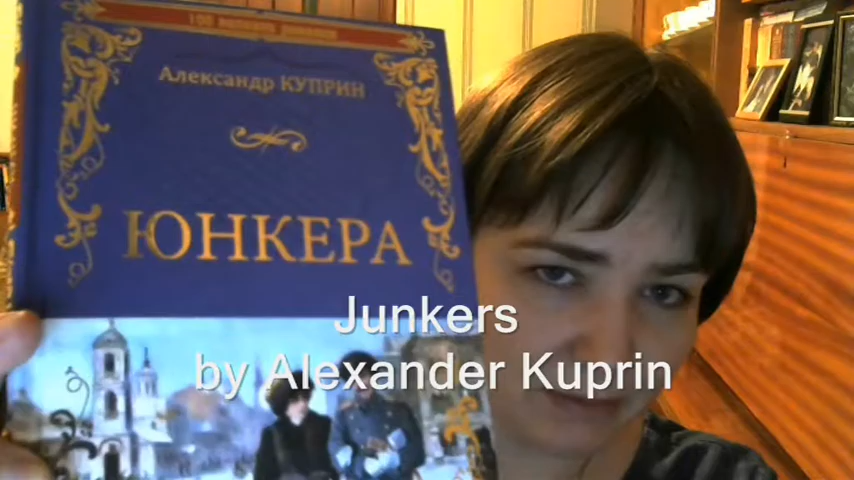 100 великих романов
Александр КУПРИН
ЮНКЕРА
Junkers
by Alexander Kuprin